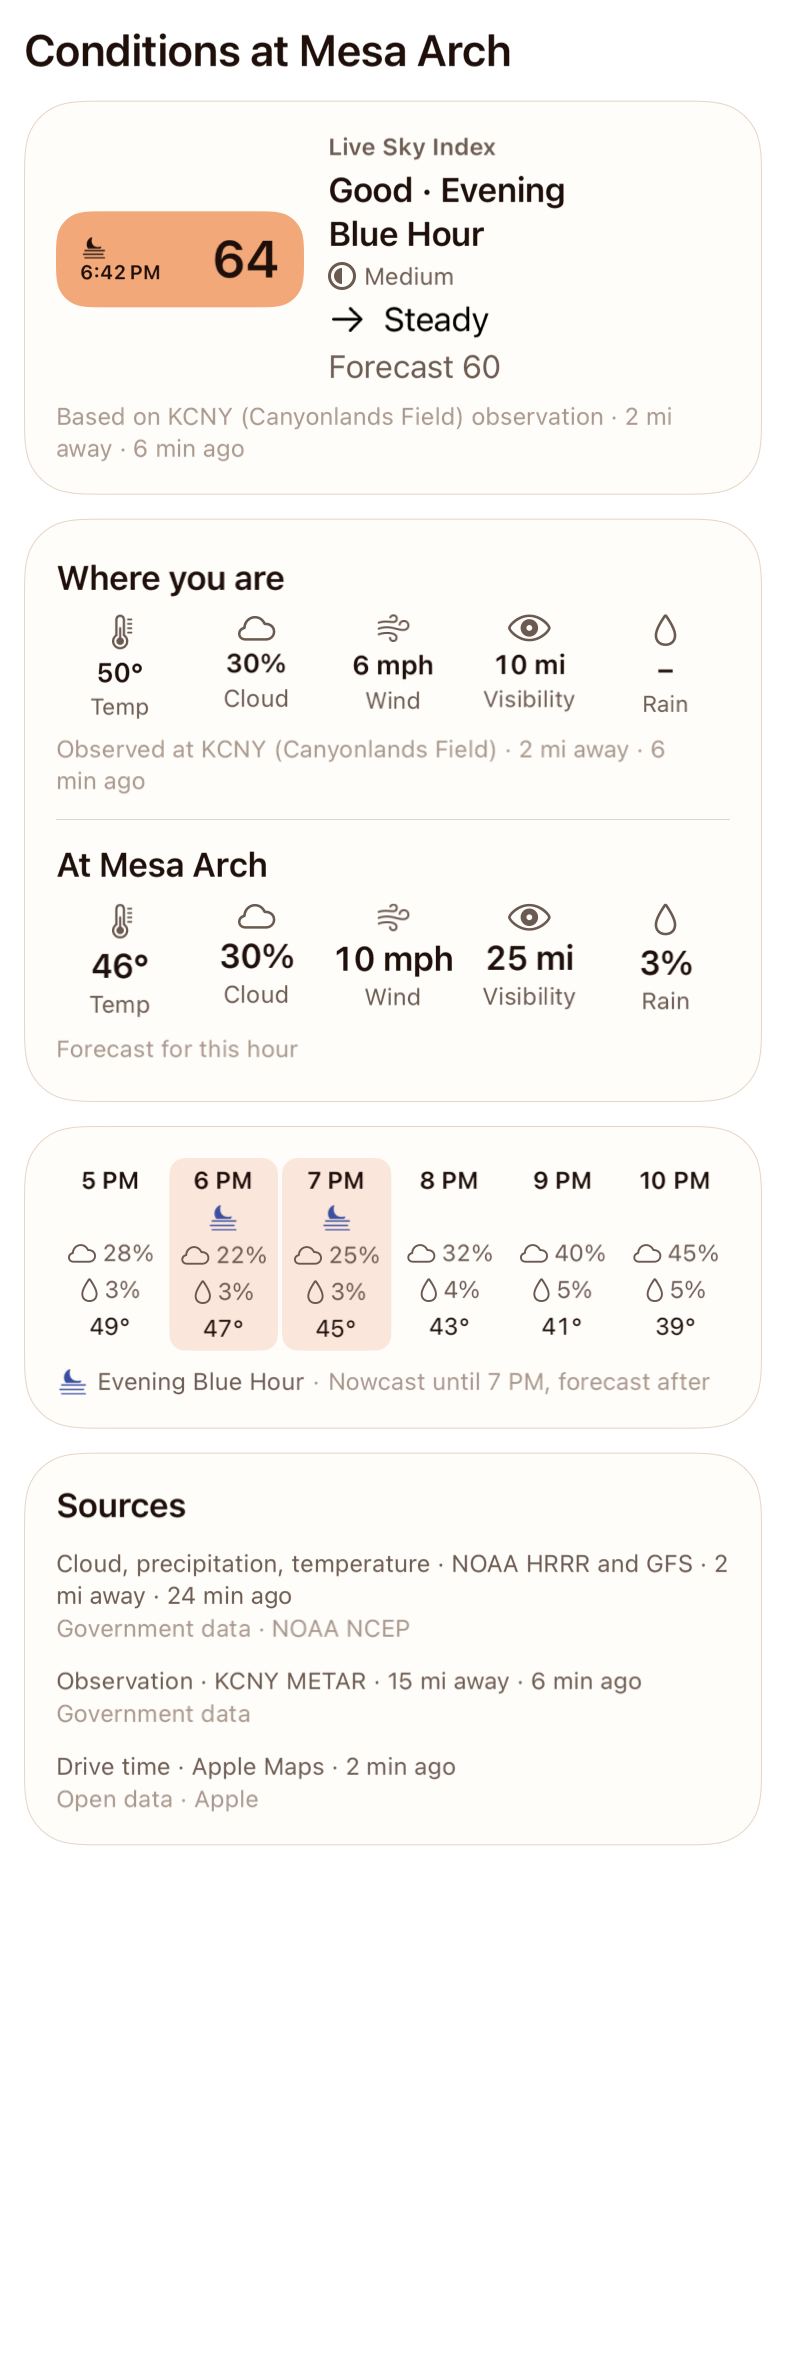 Conditions at Mesa Arch
Live Sky Index
Good · Evening
Blue Hour
6:42 PM
64
Medium
→ Steady
Forecast 60
Based on KCNY (Canyonlands Field) observation · 2 mi
away · 6 min ago
Where you are
50° 30% 6 mph 10 mi –
Temp Cloud Wind Visibility Rain
Observed at KCNY (Canyonlands Field) · 2 mi away · 6
min ago
At Mesa Arch
46° 30% 10 mph 25 mi 3%
Temp Cloud Wind Visibility Rain
Forecast for this hour
5 PM 6 PM 7 PM 8 PM 9 PM 10 PM
28% 22% 25% 32% 40% 45%
3% 3% 3% 4% 5% 5%
49° 47° 45° 43° 41° 39°
Evening Blue Hour · Nowcast until 7 PM, forecast after
Sources
Cloud, precipitation, temperature · NOAA HRRR and GFS · 2
mi away · 24 min ago
Government data · NOAA NCEP
Observation · KCNY METAR · 15 mi away · 6 min ago
Government data
Drive time · Apple Maps · 2 min ago
Open data · Apple